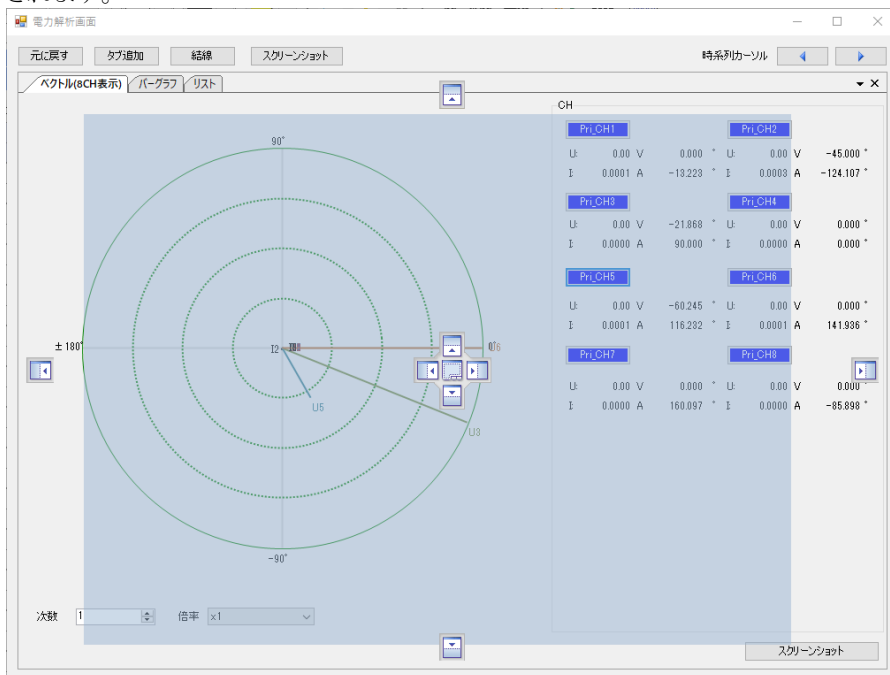 電力解析画面
元に戻す タブ追加 結線 スクリーンショット 時系列カーソル
ベクトル(8CH表示) バーグラフ リスト
CH
Pri_CH1 Pri_CH2
90°
U: 0.00 V 0.000 ° U: 0.00 V -45.000 °
I: 0.0001 A -13.223 ° I: 0.0003 A -124.107 °
Pri_CH3 Pri_CH4
U: 0.00 V -21.868 ° U: 0.00 V 0.000 °
I: 0.0000 A 90.000 ° I: 0.0000 A 0.000 °
Pri_CH5 Pri_CH6
U: 0.00 V -60.245 ° U: 0.00 V 0.000 °
I: 0.0001 A 116.232 ° I: 0.0001 A 141.936 °
± 180° I2
Pri_CH7 Pri_CH8
U: 0.00 V 0.000 ° U: 0.00 V 0.000 °
I: 0.0000 A 160.097 ° I: 0.0000 A -85.898 °
U5
U3
-90°
次数 1 倍率 x1
スクリーンショット